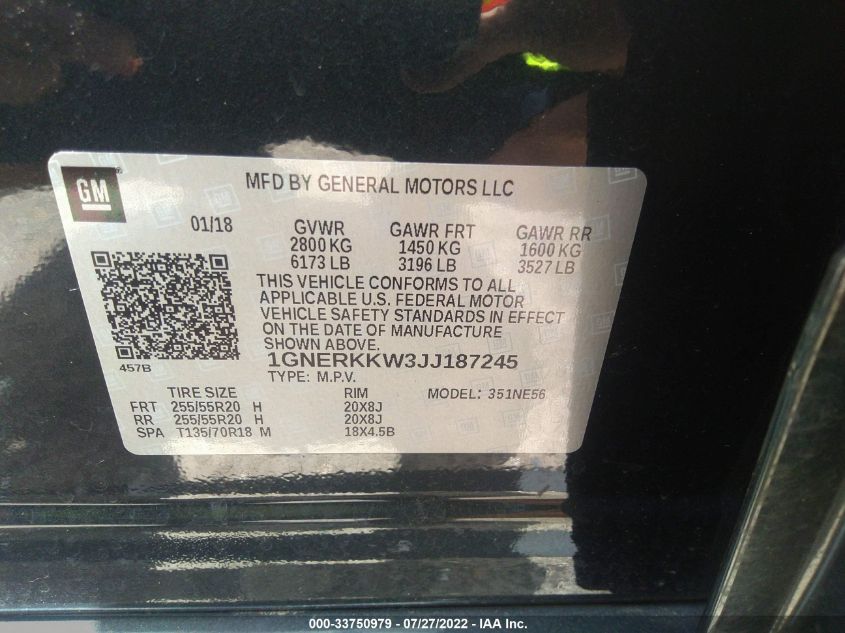 GM
MFD BY GENERAL MOTORS LLC
01/18 GVWR GAWR FRT GAWR RR
2800 KG 1450 KG 1600 KG
6173 LB 3196 LB 3527 LB
THIS VEHICLE CONFORMS TO ALL
APPLICABLE U.S. FEDERAL MOTOR
VEHICLE SAFETY STANDARDS IN EFFECT
ON THE DATE OF MANUFACTURE
SHOWN ABOVE.
457B 1GNERKKW3JJ187245
TYPE: M.P.V.
TIRE SIZE RIM MODEL: 351NE56
FRT 255/55R20 H 20X8J
RR 255/55R20 H 20X8J
SPA T135/70R18 M 18X4.5B
000-33750979 / 07/27/2022 - IAA Inc.